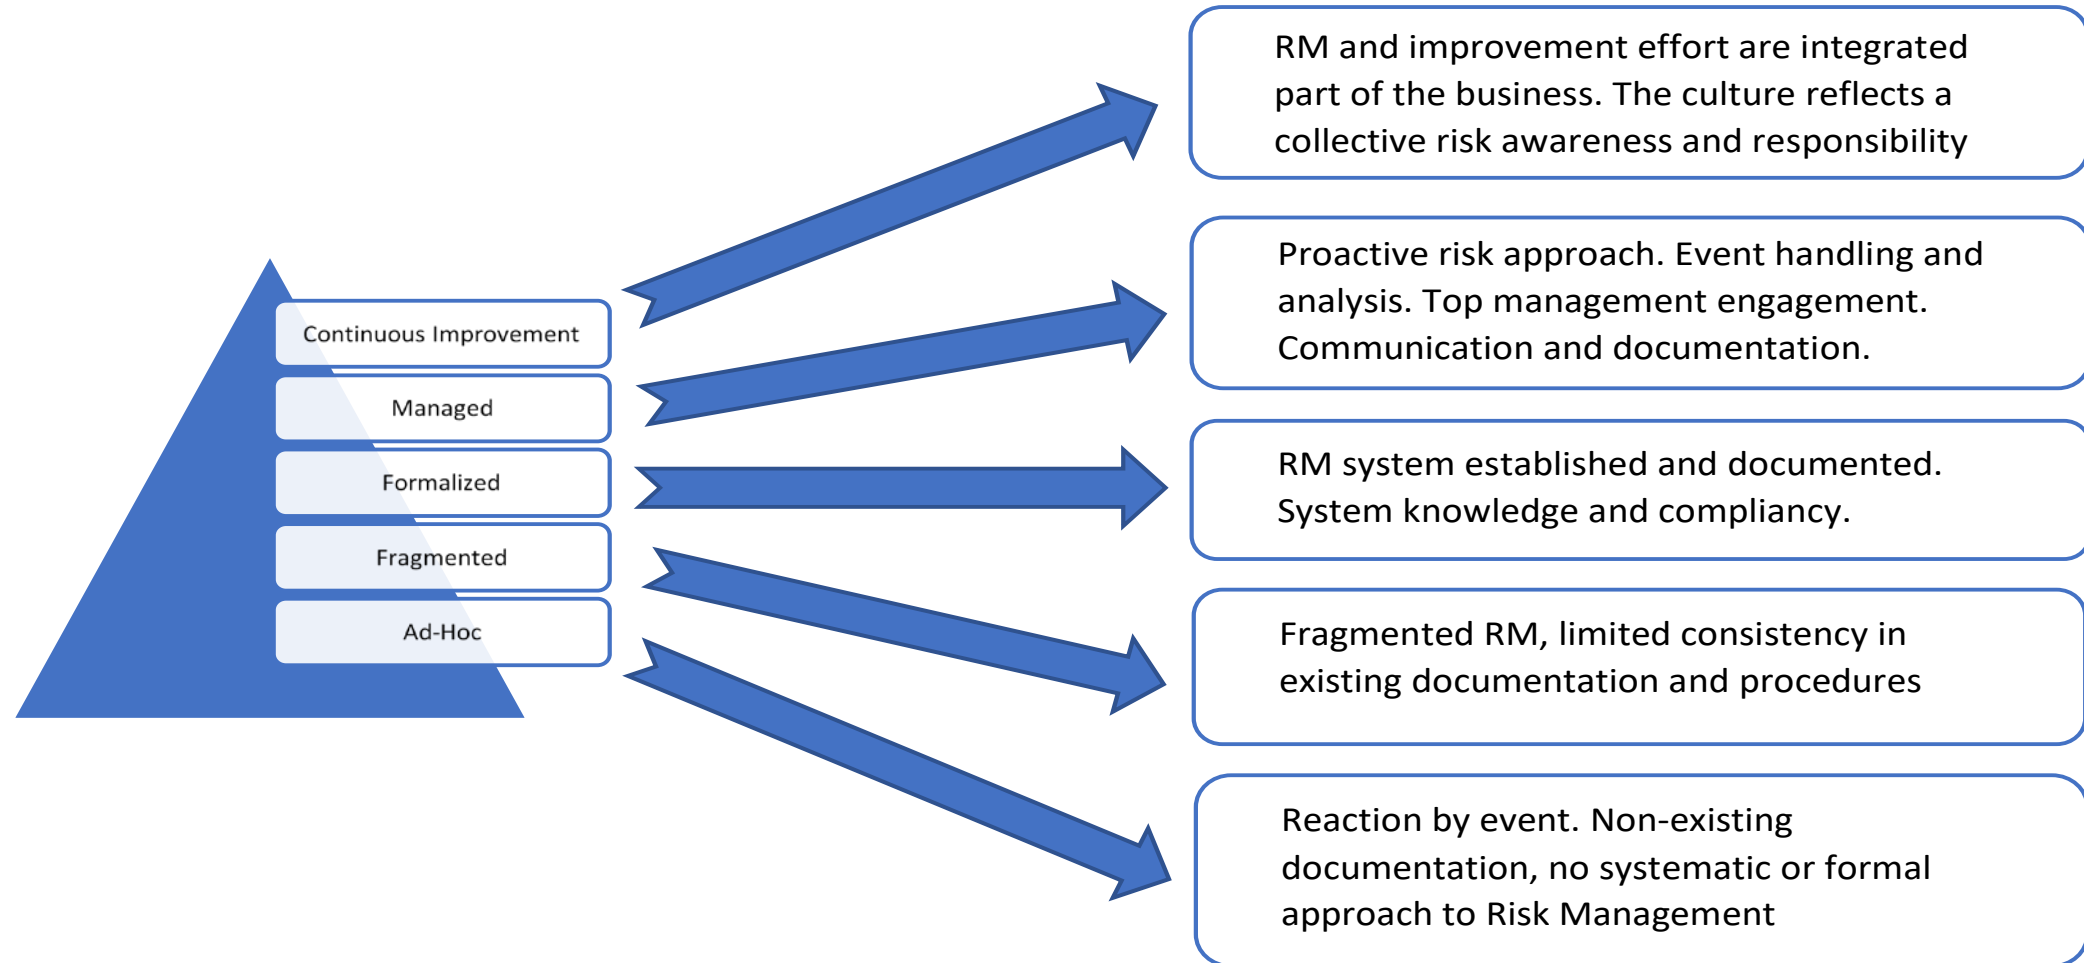 RM and improvement effort are integrated
part of the business. The culture reflects a
collective risk awareness and responsibility
Proactive risk approach. Event handling and
analysis. Top management engagement.
Communication and documentation.
Continuous Improvement
Managed
Formalized
Fragmented
Ad-Hoc
RM system established and documented.
System knowledge and compliancy.
Fragmented RM, limited consistency in
existing documentation and procedures
Reaction by event. Non-existing
documentation, no systematic or formal
approach to Risk Management